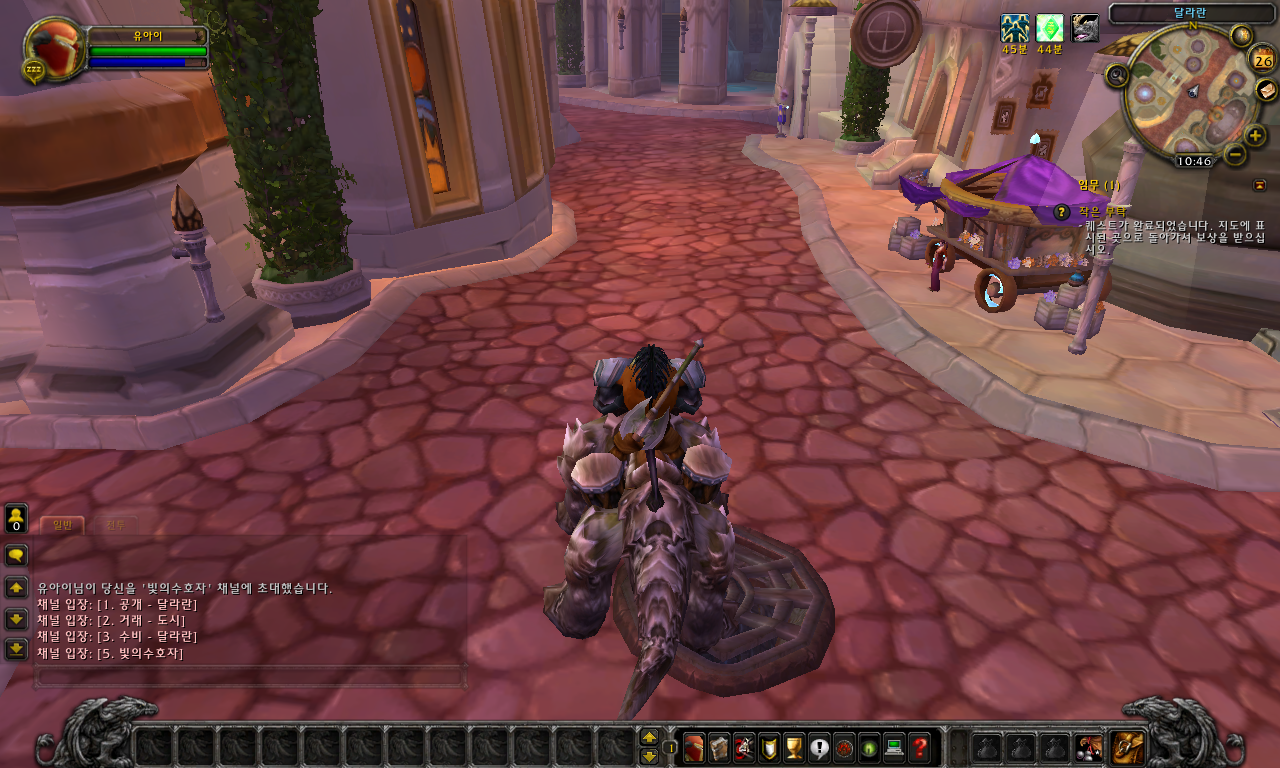 유아이
zzz
45분
44분
달라란
N
26
10:46
임무 (1)
?
작은 부탁
- 퀘스트가 완료되었습니다. 지도에 표
시된 곳으로 돌아가서 보상을 받으십
시오.
0
일반
전투
유아이님이 당신을 '빛의수호자' 채널에 초대했습니다.
채널 입장: [1. 공개 - 달라란]
채널 입장: [2. 거래 - 도시]
채널 입장: [3. 수비 - 달라란]
채널 입장: [5. 빛의수호자]
1